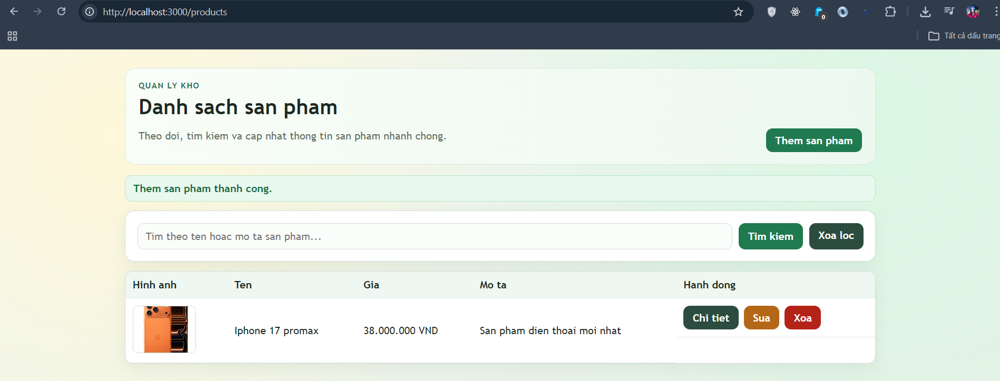 http://localhost:3000/products
0
Tất cả dấu trang
QUAN LY KHO
Danh sach san pham
Theo doi, tim kiem va cap nhat thong tin san pham nhanh chong.
Them san pham
Them san pham thanh cong.
Tim theo ten hoac mo ta san pham...
Tim kiem
Xoa loc
Hinh anh Ten Gia Mo ta Hanh dong
Iphone 17 promax 38.000.000 VND San pham dien thoai moi nhat Chi tiet Sua Xoa